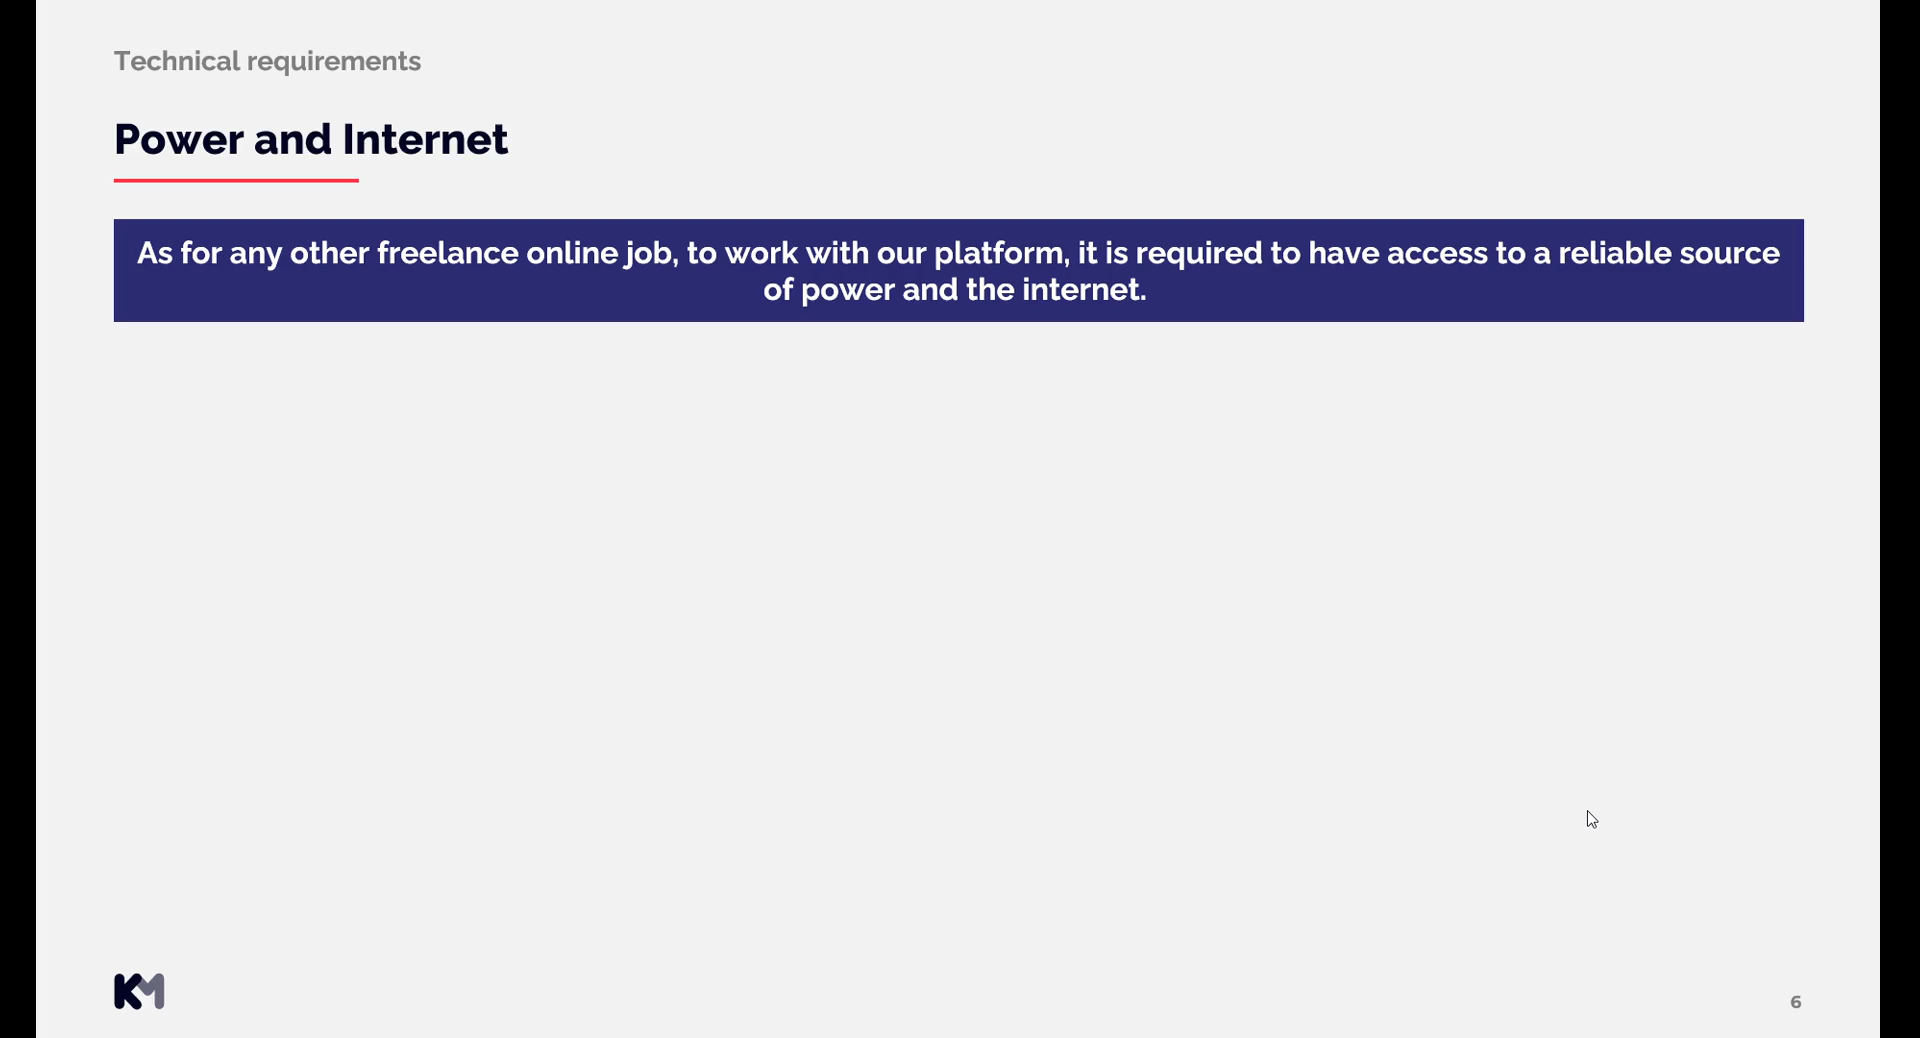 Technical requirements
Power and Internet
As for any other freelance online job, to work with our platform, it is required to have access to a reliable source
of power and the internet.
KM
6